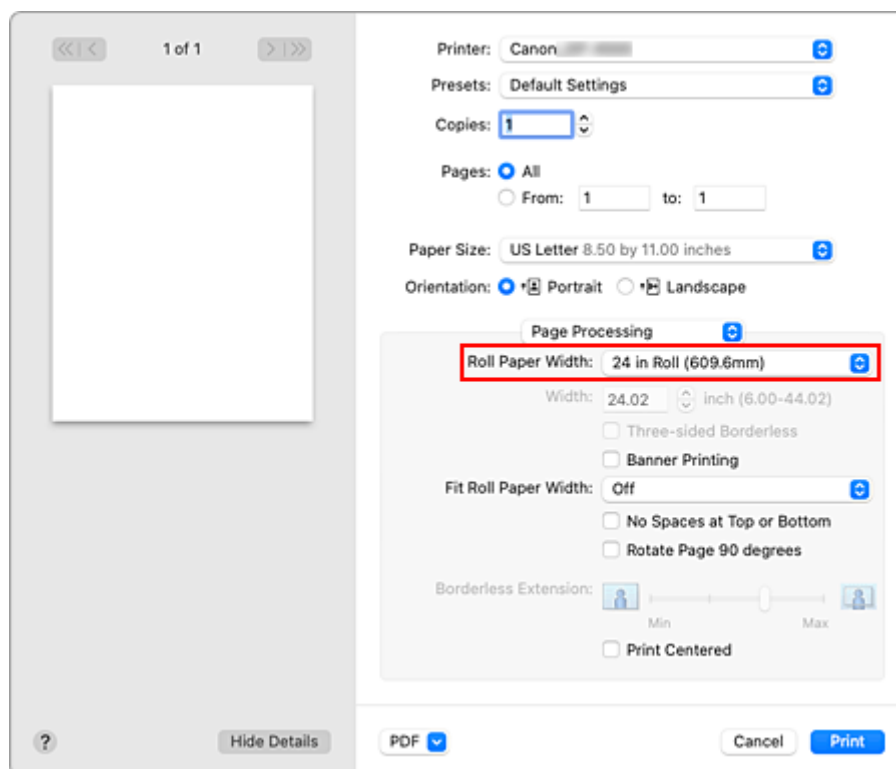 1 of 1
Printer: Canon
Presets: Default Settings
Copies: 1
Pages: All
From: 1 to: 1
Paper Size: US Letter 8.50 by 11.00 inches
Orientation: Portrait Landscape
Page Processing
Roll Paper Width: 24 in Roll (609.6mm)
Width: 24.02 inch (6.00-44.02)
Three-sided Borderless
Banner Printing
Fit Roll Paper Width: Off
No Spaces at Top or Bottom
Rotate Page 90 degrees
Borderless Extension:
Min Max
Print Centered
? Hide Details PDF Cancel Print